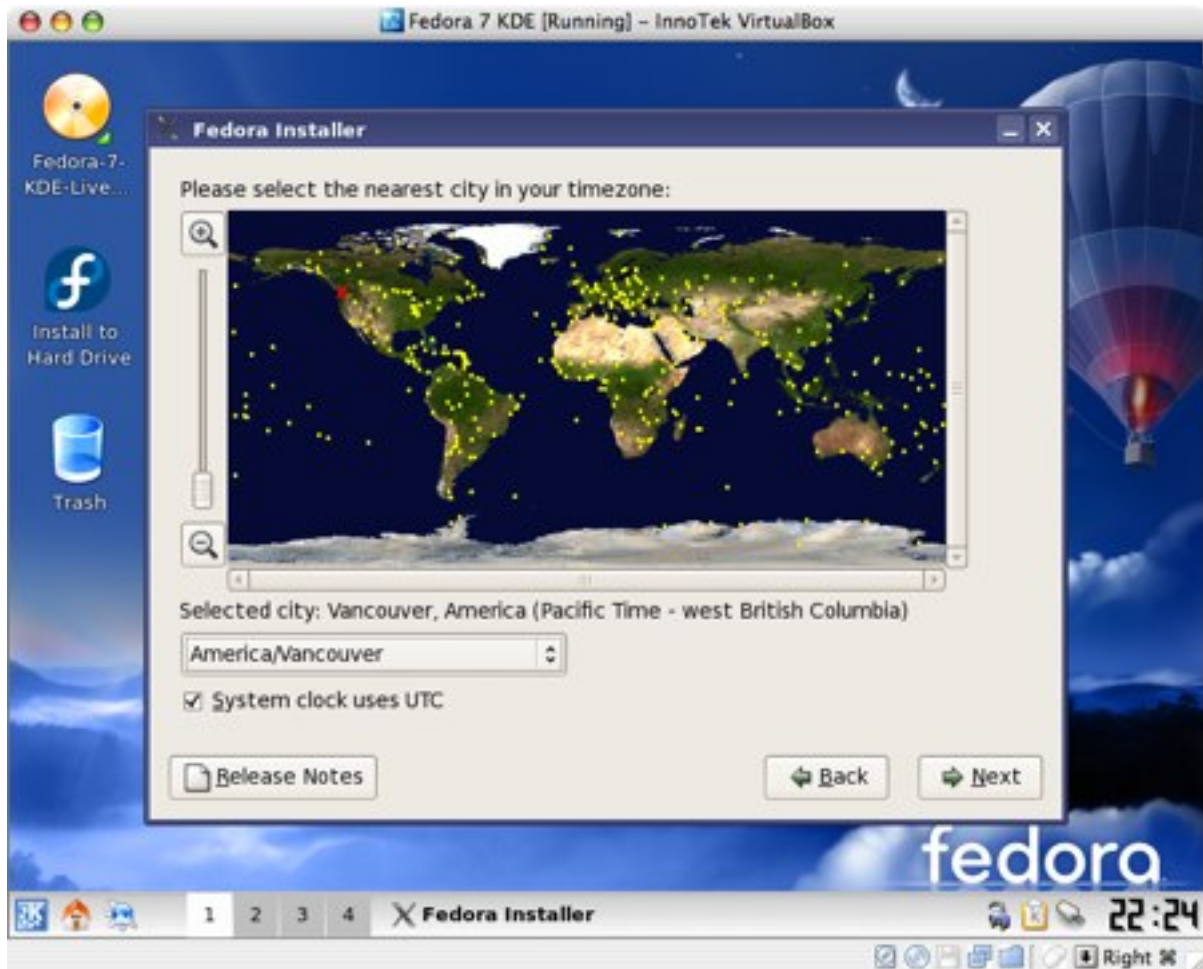 Fedora 7 KDE [Running] – InnoTek VirtualBox
Fedora-7-
KDE-Live...
Install to
Hard Drive
Trash
Fedora Installer
Please select the nearest city in your timezone:
Selected city: Vancouver, America (Pacific Time - west British Columbia)
America/Vancouver
System clock uses UTC
Release Notes
Back
Next
fedora
1 2 3 4 Fedora Installer 22:24
Right ⌘